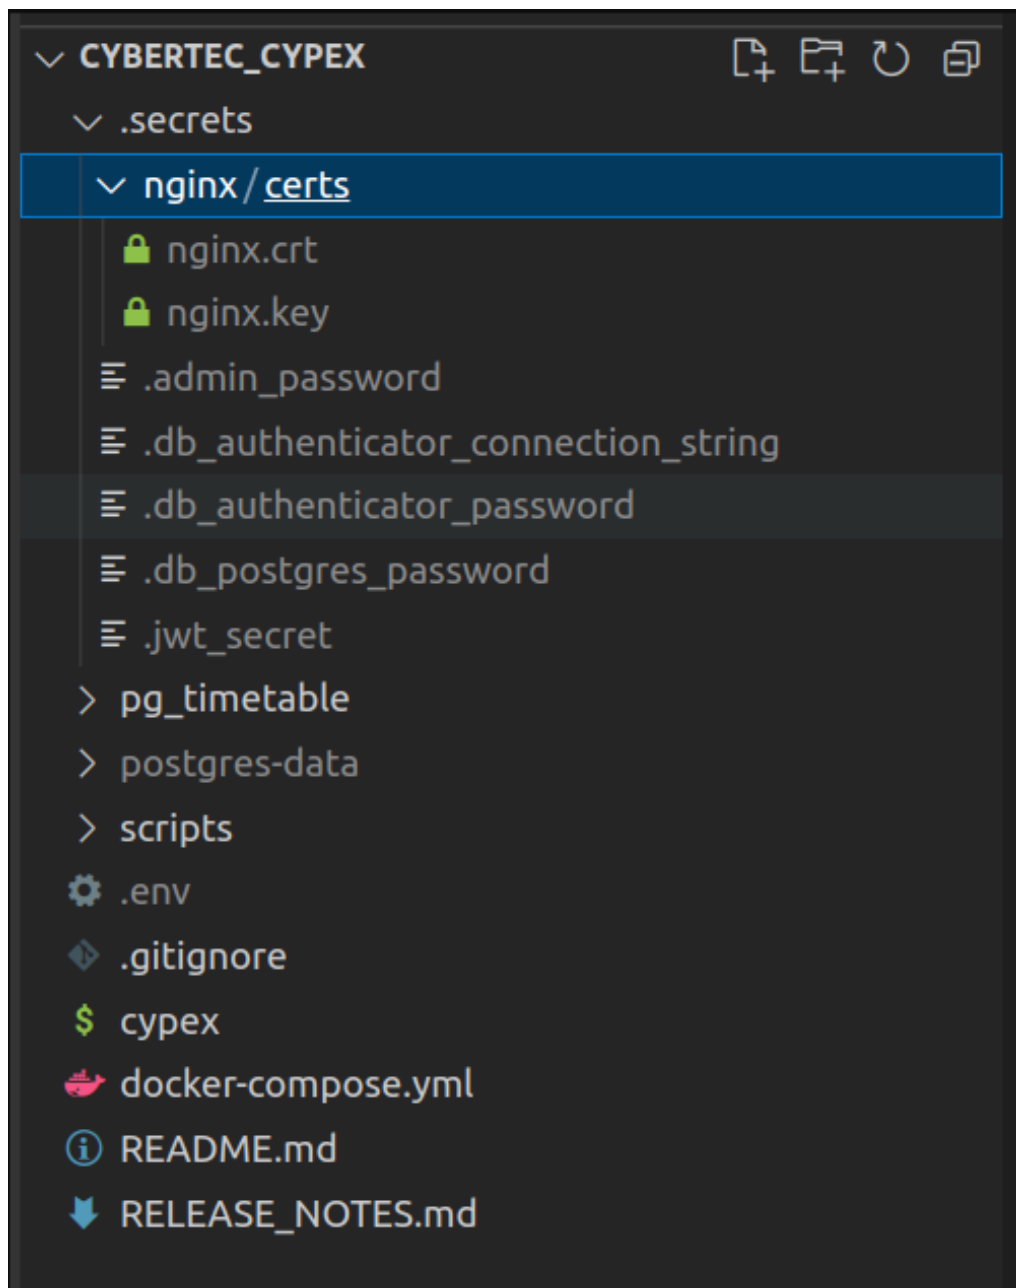 CYBERTEC_CYPEX
.secrets
nginx / certs
nginx.crt
nginx.key
.admin_password
.db_authenticator_connection_string
.db_authenticator_password
.db_postgres_password
.jwt_secret
pg_timetable
postgres-data
scripts
.env
.gitignore
$ cypex
docker-compose.yml
README.md
RELEASE_NOTES.md